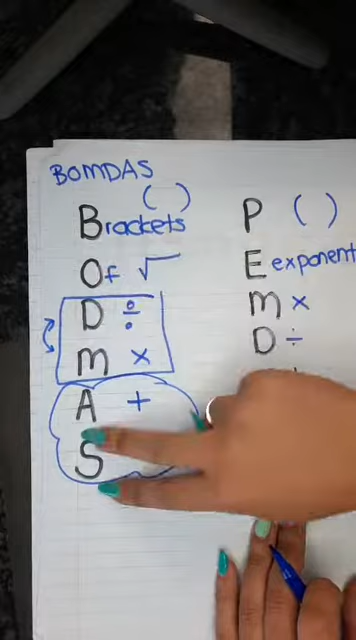 BOMDAS
( )
Brackets
Of √
D ÷
M ×
A +
S
P ( )
E exponent
M ×
D ÷